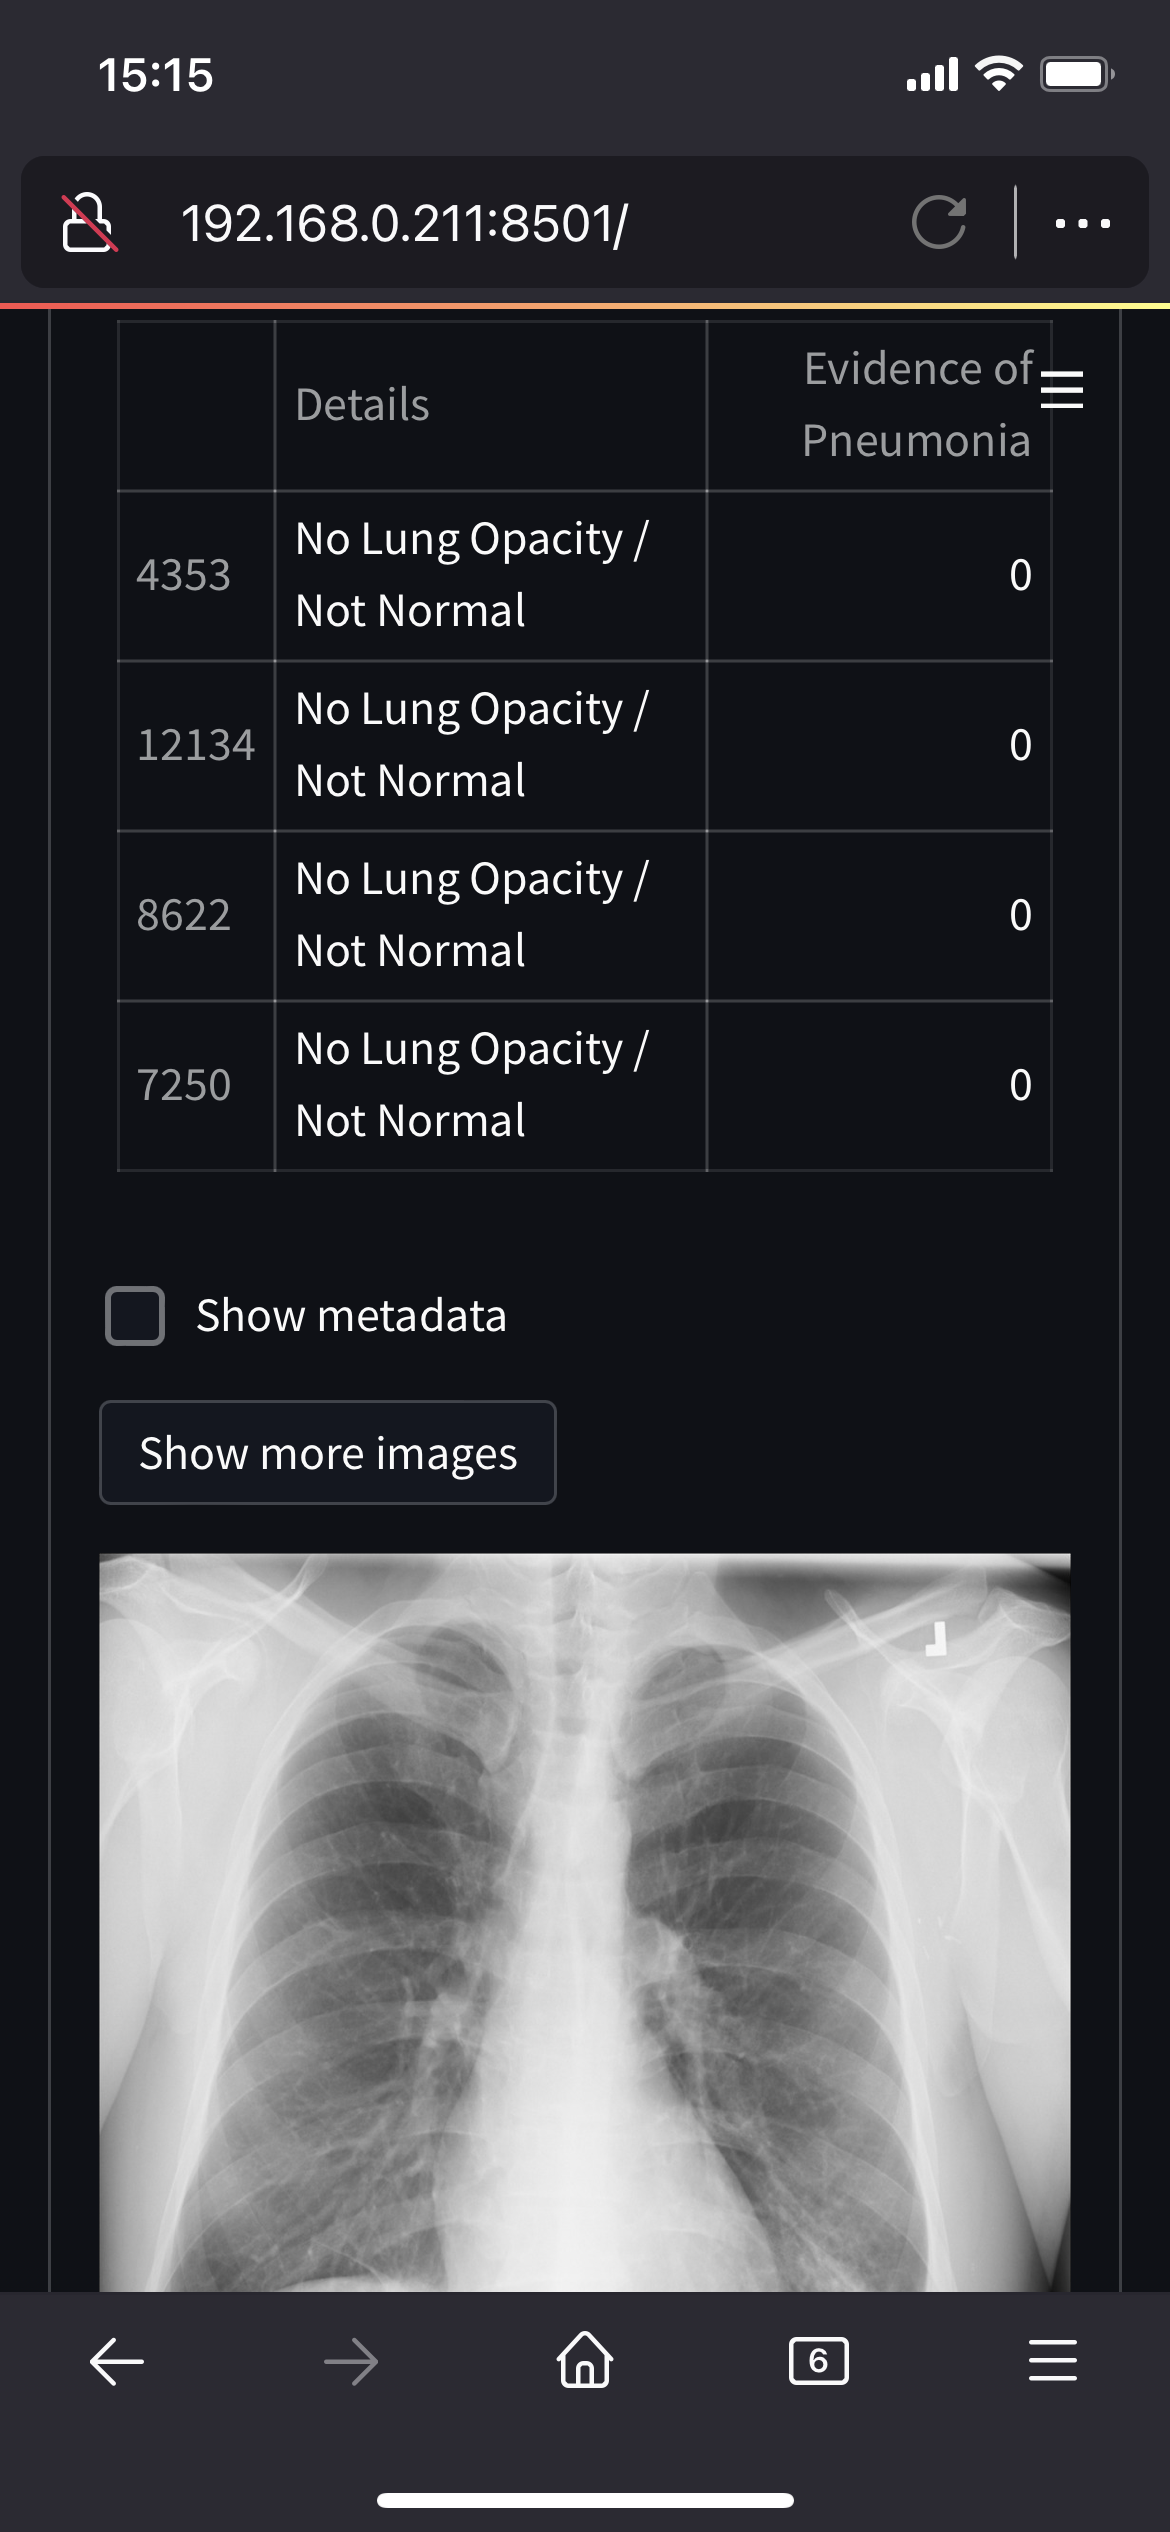 15:15
192.168.0.211:8501/
Details
Evidence of
Pneumonia
4353
No Lung Opacity /
Not Normal
0
12134
No Lung Opacity /
Not Normal
0
8622
No Lung Opacity /
Not Normal
0
7250
No Lung Opacity /
Not Normal
0
Show metadata
Show more images
L
6